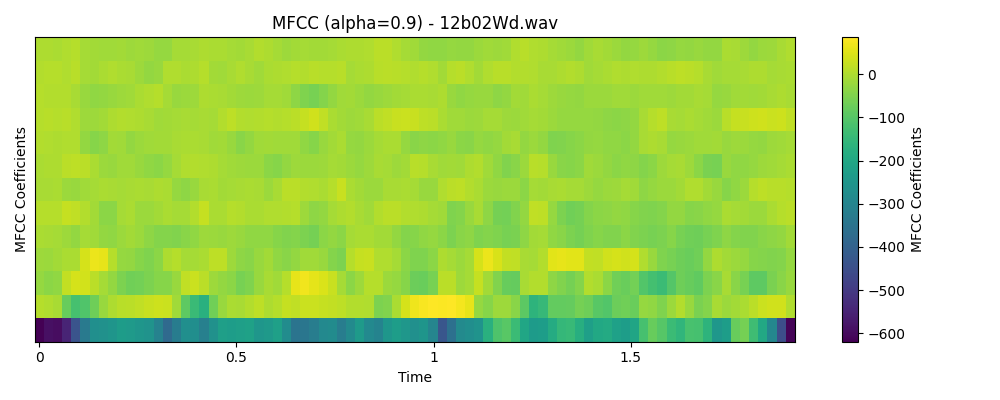 MFCC (alpha=0.9) - 12b02Wd.wav
MFCC Coefficients
0
0.5
1
1.5
Time
0
−100
−200
−300
−400
−500
−600
MFCC Coefficients